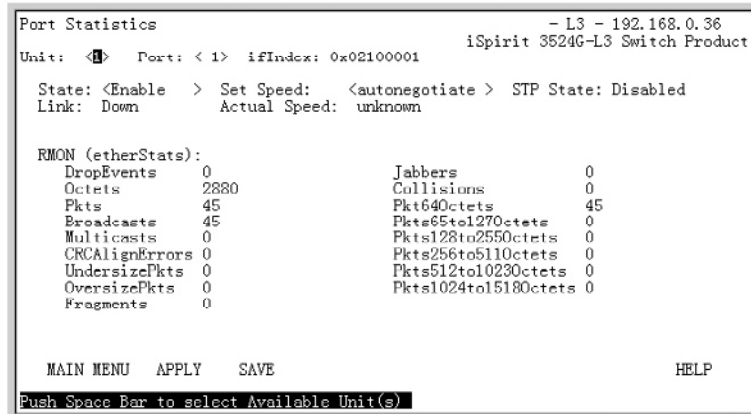 Port Statistics - L3 - 192.168.0.36
iSpirit 3524G-L3 Switch Product
Unit: <1> Port: < 1> ifIndex: 0x02100001
State: <Enable > Set Speed: <autonegotiate > STP State: Disabled
Link: Down Actual Speed: unknown
RMON (etherStats):
DropEvents 0 Jabbers 0
Octets 2880 Collisions 0
Pkts 45 Pkt64Octets 45
Broadcasts 45 Pkts65to127Octets 0
Multicasts 0 Pkts128to255Octets 0
CRCAlignErrors 0 Pkts256to511Octets 0
UndersizePkts 0 Pkts512to1023Octets 0
OversizePkts 0 Pkts1024to1518Octets 0
Fragments 0
MAIN MENU APPLY SAVE HELP
Push Space Bar to select Available Unit(s)